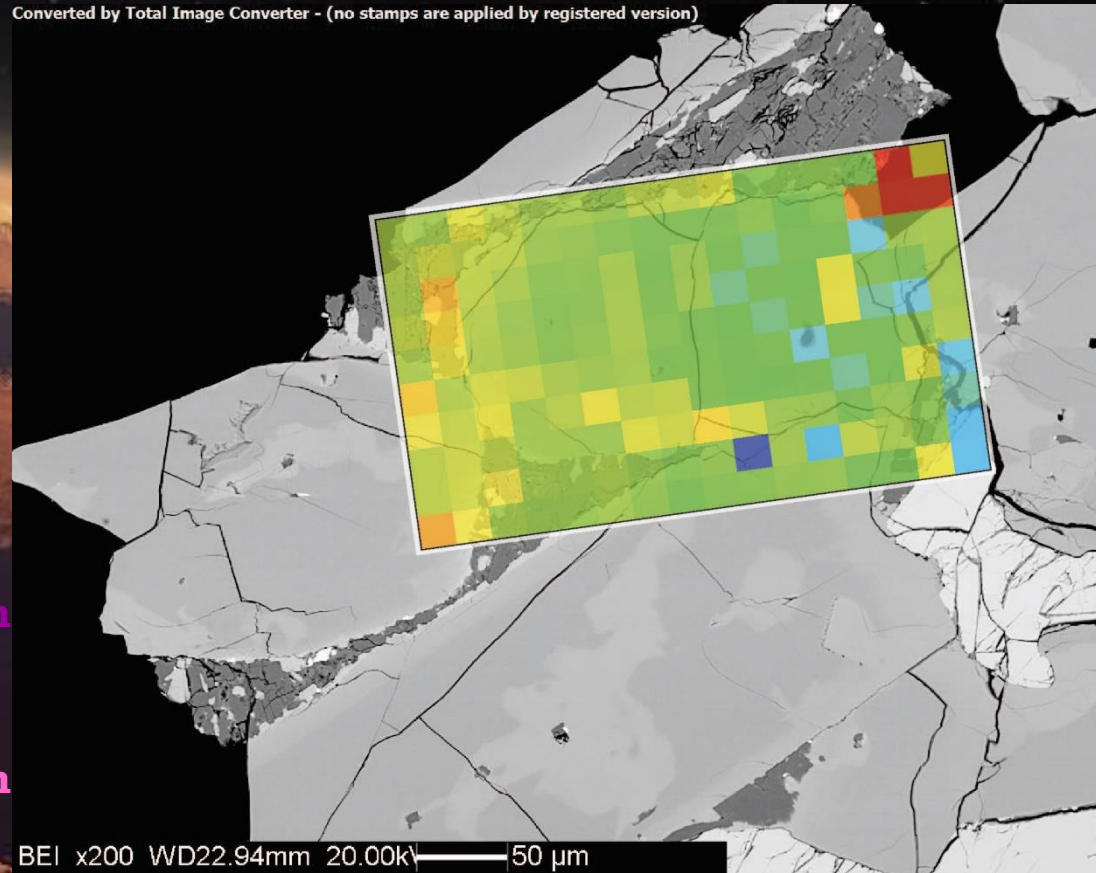 Converted by Total Image Converter - (no stamps are applied by registered version)
n
n
BEI x200 WD22.94mm 20.00k 50 µm